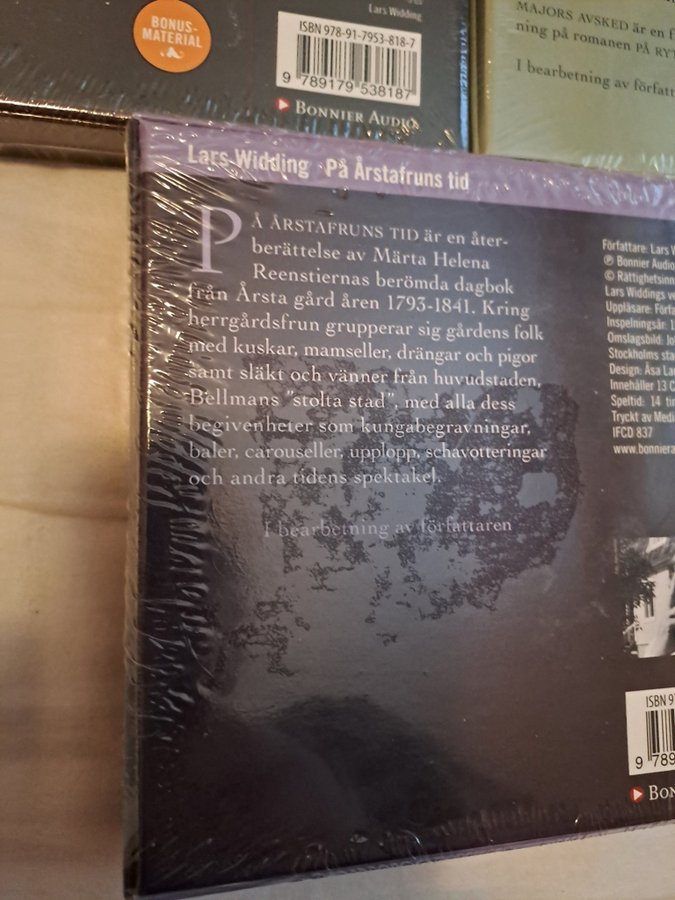 Lars Widding
BONUS-
MATERIAL
ISBN 978-91-7953-818-7
9 789179 538187
BONNIER AUDIO
MAJORS AVSKED är en f
ning på romanen PÅ RYT
I bearbetning av författ
Lars Widding På Årstafruns tid
PÅ ÅRSTAFRUNS TID är en åter-
berättelse av Märta Helena
Reenstiernas berömda dagbok
från Årsta gård åren 1793-1841. Kring
herrgårdsfrun grupperar sig gårdens folk
med kuskar, mamseller, drängar och pigor
samt släkt och vänner från huvudstaden,
Bellmans "stolta stad", med alla dess
begivenheter som kungabegravningar,
baler, carouseller, upplopp, schavotteringar
och andra tidens spektakel.
I bearbetning av författaren
Författare: Lars W
℗ Bonnier Audio
© Rättighetsinn
Lars Widdings ve
Uppläsare: Förfa
Inspelningsår: 1
Omslagsbild: Jo
Stockholms sta
Design: Åsa Lar
Innehåller 13 C
Speltid: 14 tim
Tryckt av Medi
IFCD 837
www.bonniera
ISBN 97
9 789
BON